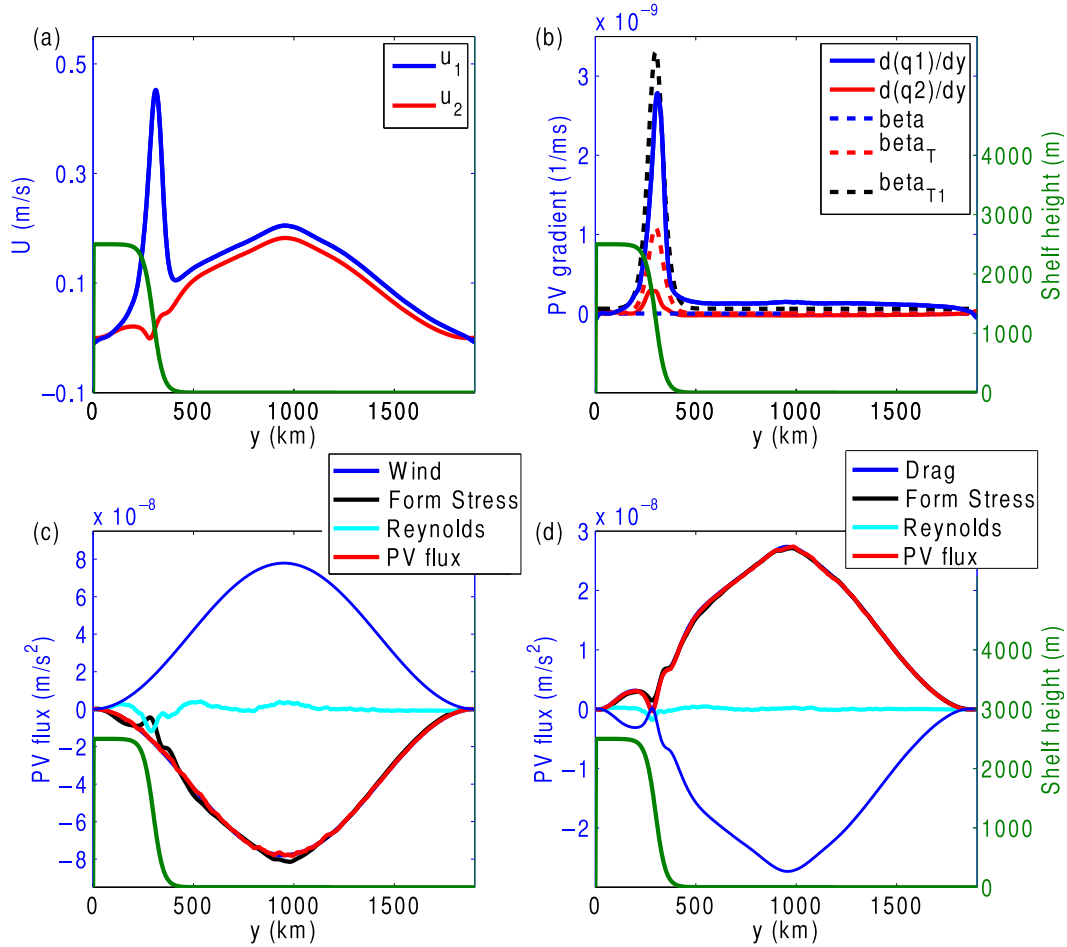 (a)
0.5
0.3
0.1
−0.1
U (m/s)
u1
u2
0
500
1000
1500
y (km)
(b)
x 10−9
3
2
1
0
PV gradient (1/ms)
d(q1)/dy
d(q2)/dy
beta
betaT
betaT1
4000
3000
2000
1000
0
Shelf height (m)
0
500
1000
1500
y (km)
Wind
Form Stress
Reynolds
PV flux
(c)
x 10−8
8
4
0
−2
−4
−6
−8
PV flux (m/s2)
0
500
1000
1500
y (km)
Drag
Form Stress
Reynolds
PV flux
(d)
x 10−8
3
2
1
0
−1
−2
PV flux (m/s2)
4000
3000
2000
1000
0
Shelf height (m)
0
500
1000
1500
y (km)